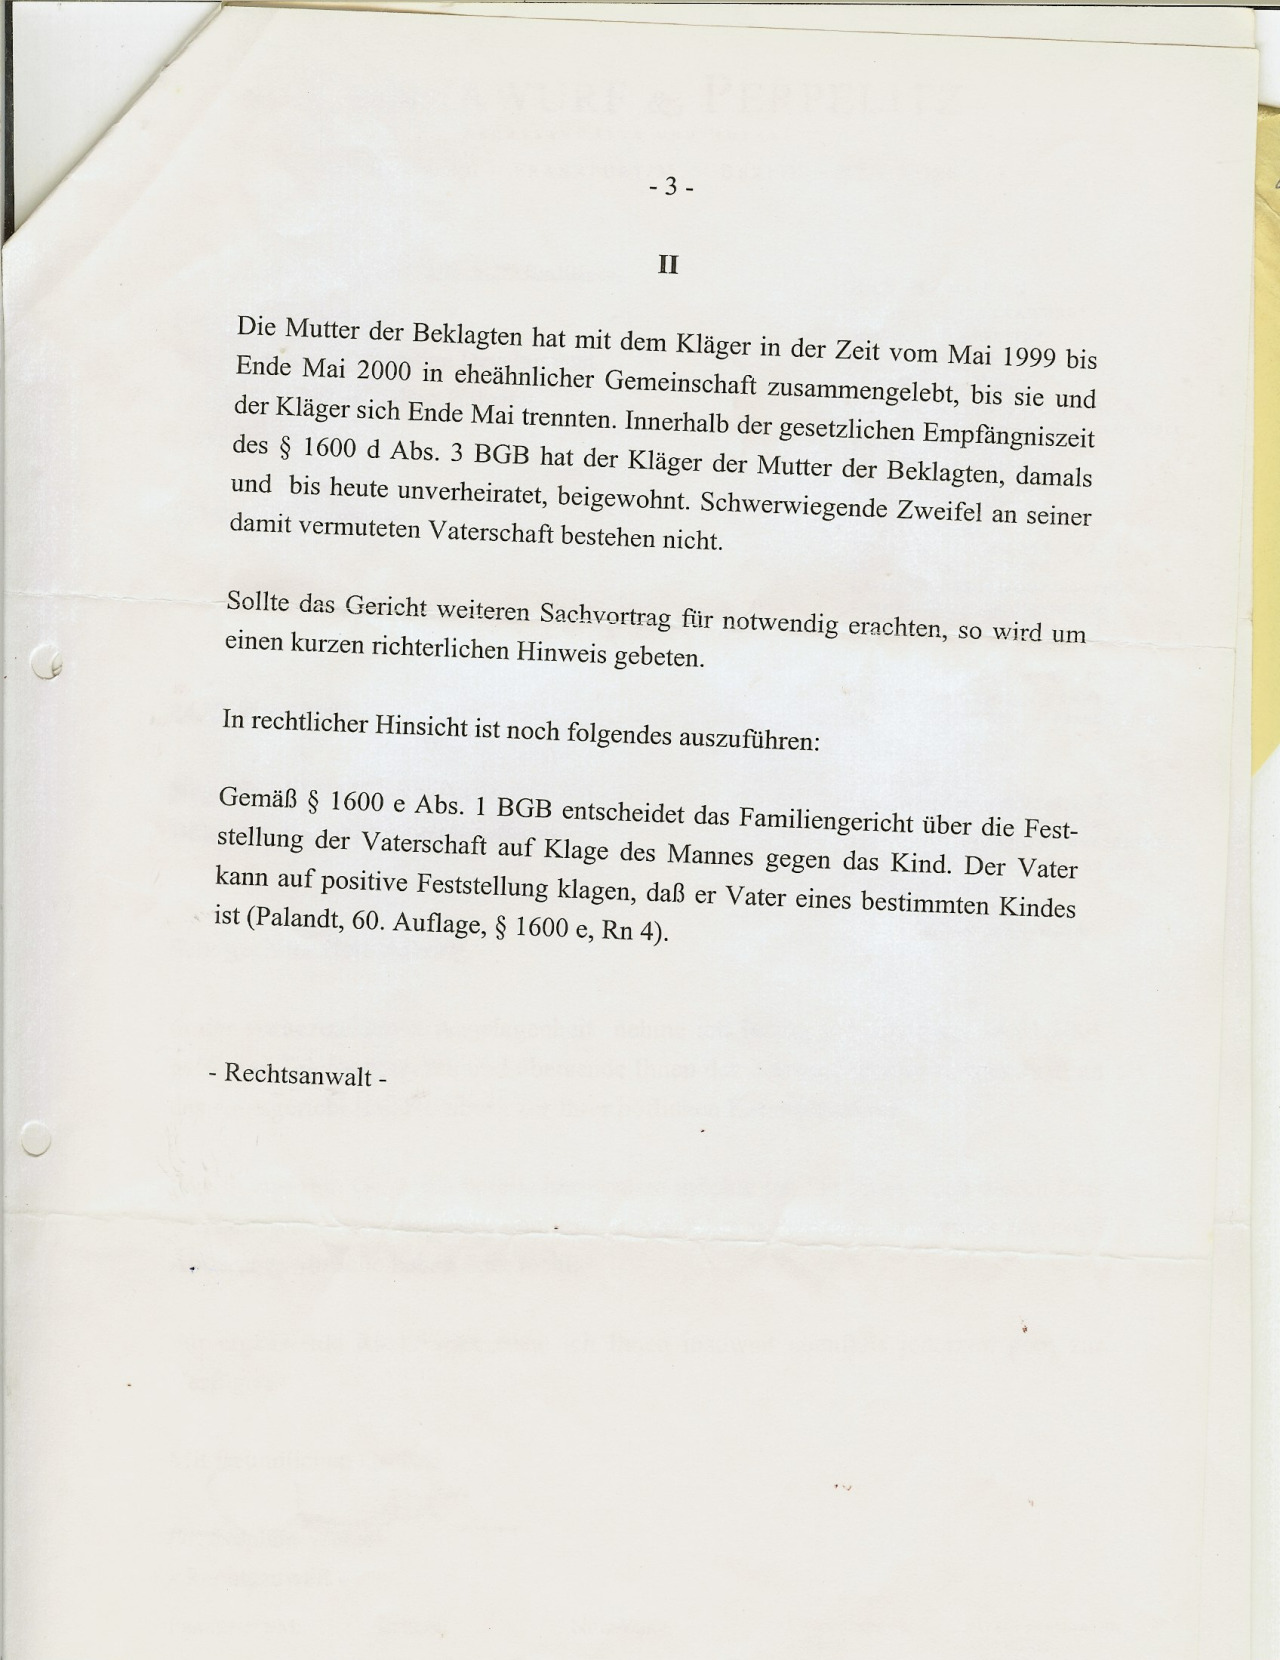 - 3 -
II
Die Mutter der Beklagten hat mit dem Kläger in der Zeit vom Mai 1999 bis
Ende Mai 2000 in eheähnlicher Gemeinschaft zusammengelebt, bis sie und
der Kläger sich Ende Mai trennten. Innerhalb der gesetzlichen Empfängniszeit
des § 1600 d Abs. 3 BGB hat der Kläger der Mutter der Beklagten, damals
und bis heute unverheiratet, beigewohnt. Schwerwiegende Zweifel an seiner
damit vermuteten Vaterschaft bestehen nicht.
Sollte das Gericht weiteren Sachvortrag für notwendig erachten, so wird um
einen kurzen richterlichen Hinweis gebeten.
In rechtlicher Hinsicht ist noch folgendes auszuführen:
Gemäß § 1600 e Abs. 1 BGB entscheidet das Familiengericht über die Fest-
stellung der Vaterschaft auf Klage des Mannes gegen das Kind. Der Vater
kann auf positive Feststellung klagen, daß er Vater eines bestimmten Kindes
ist (Palandt, 60. Auflage, § 1600 e, Rn 4).
- Rechtsanwalt -